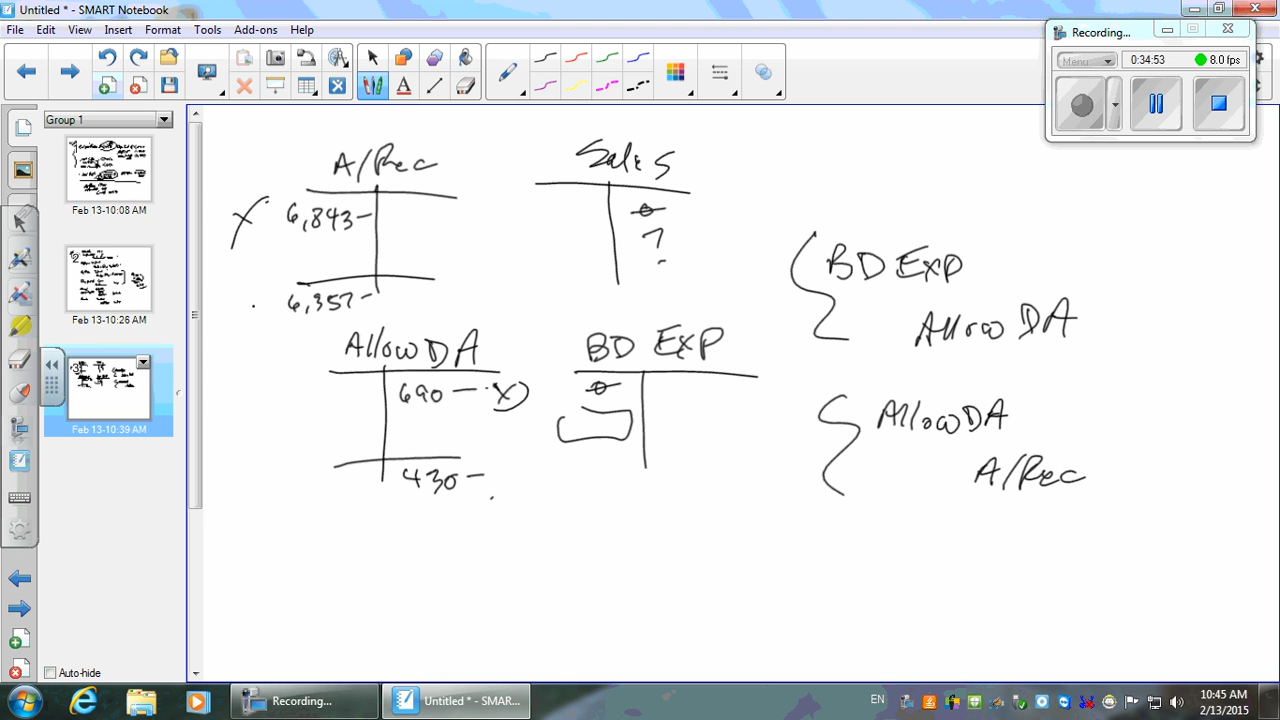 Untitled * - SMART Notebook
File Edit View Insert Format Tools Add-ons Help
Recording...
Menu
0:34:53
8.0 fps
Group 1
Feb 13-10:08 AM
Feb 13-10:26 AM
Feb 13-10:39 AM
Auto-hide
A/Rec
6,843 -
6,357 -
Sales
?
Allow DA
690 -
430 -
BD EXP
BD EXP
Allow DA
Allow DA
A/Rec
Recording...
Untitled * - SMAR...
EN
10:45 AM
2/13/2015